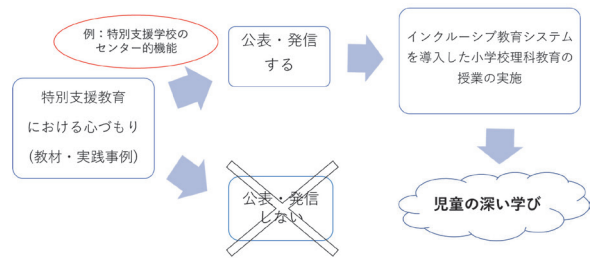 例：特別支援学校の
センター的機能
公表・発信
する
インクルーシブ教育システム
を導入した小学校理科教育の
授業の実施
特別支援教育
における心づもり
(教材・実践事例)
公表・発信
しない
児童の深い学び